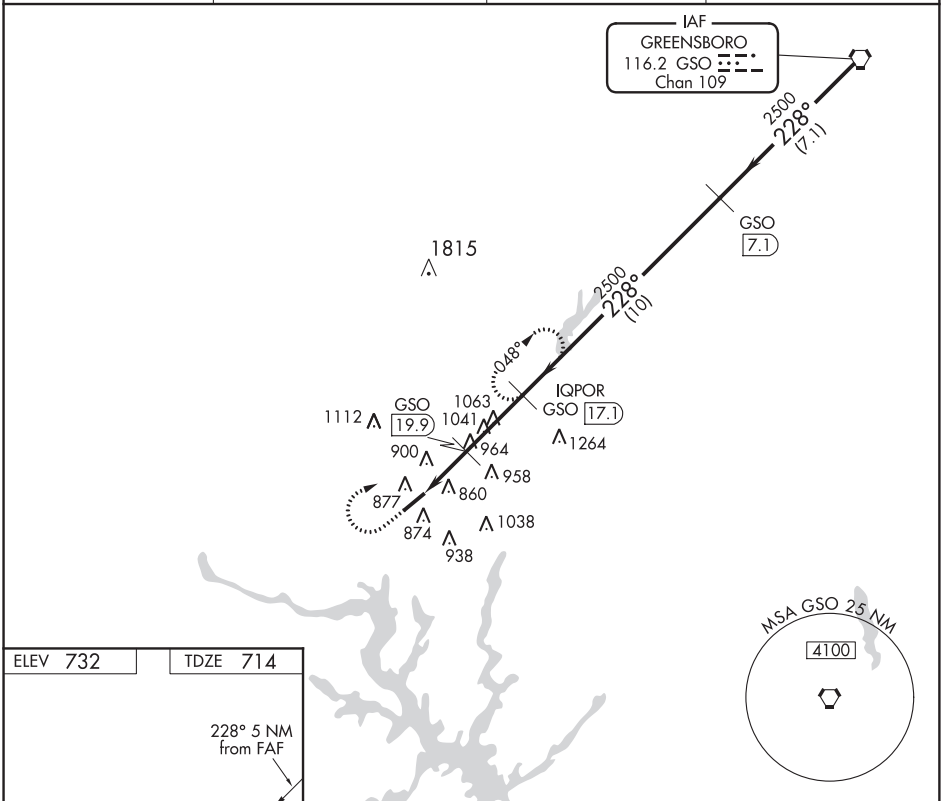 IAF
GREENSBORO
116.2 GSO
Chan 109
2500
228°
(7.1)
GSO
7.1
1815
2500
228°
(10)
048°
IQPOR
GSO 17.1
1063
1112
GSO
19.9
1041
964
1264
900
958
877
860
874
1038
938
MSA GSO 25 NM
4100
ELEV 732
TDZE 714
228° 5 NM
from FAF